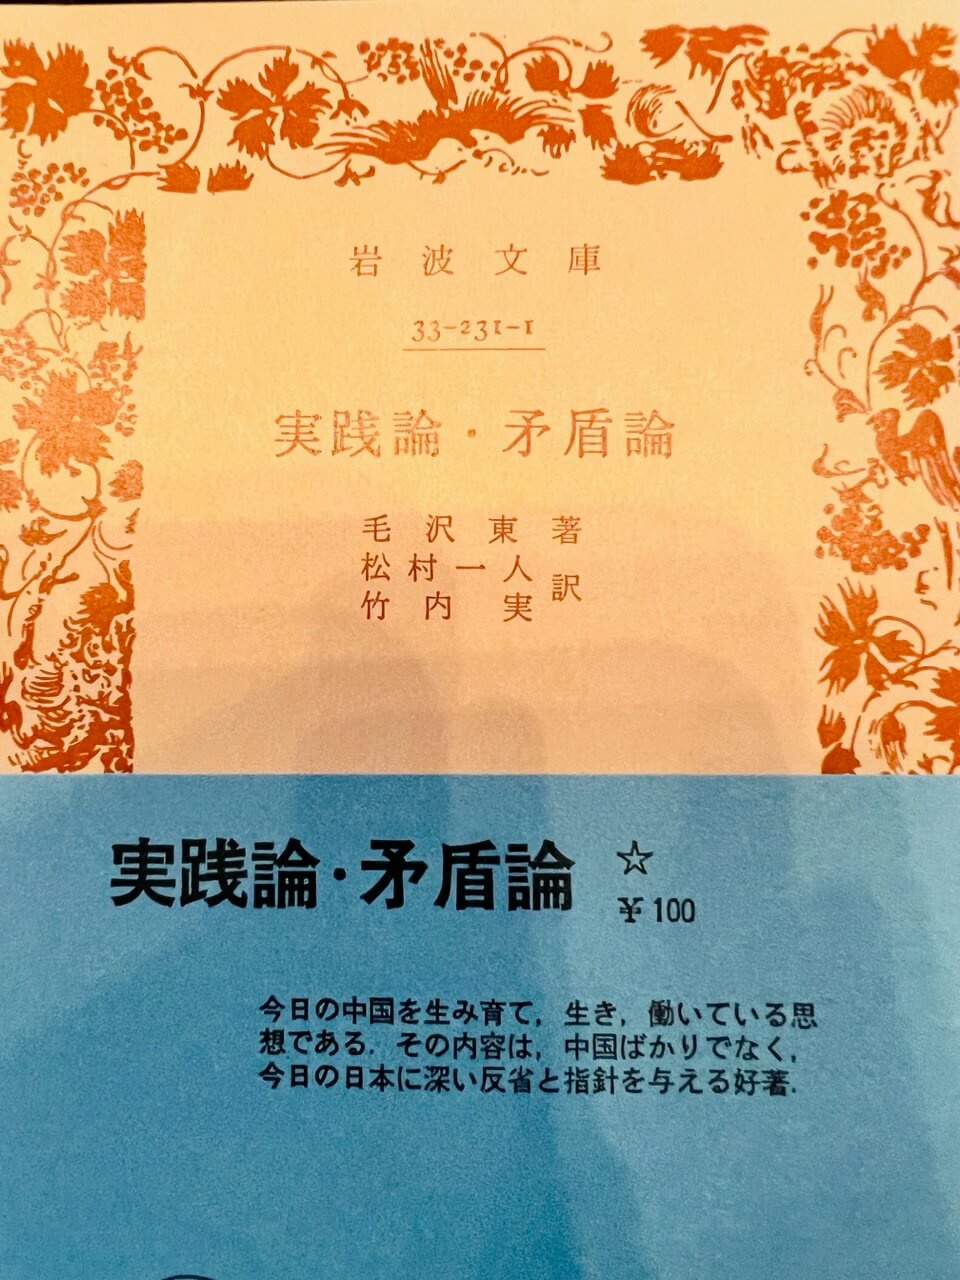 岩波文庫
33-231-1
実践論・矛盾論
毛沢東著
松村一人
竹内実
訳
実践論・矛盾論 ☆
¥100
今日の中国を生み育て，生き，働いている思
想である．その内容は，中国ばかりでなく，
今日の日本に深い反省と指針を与える好著．